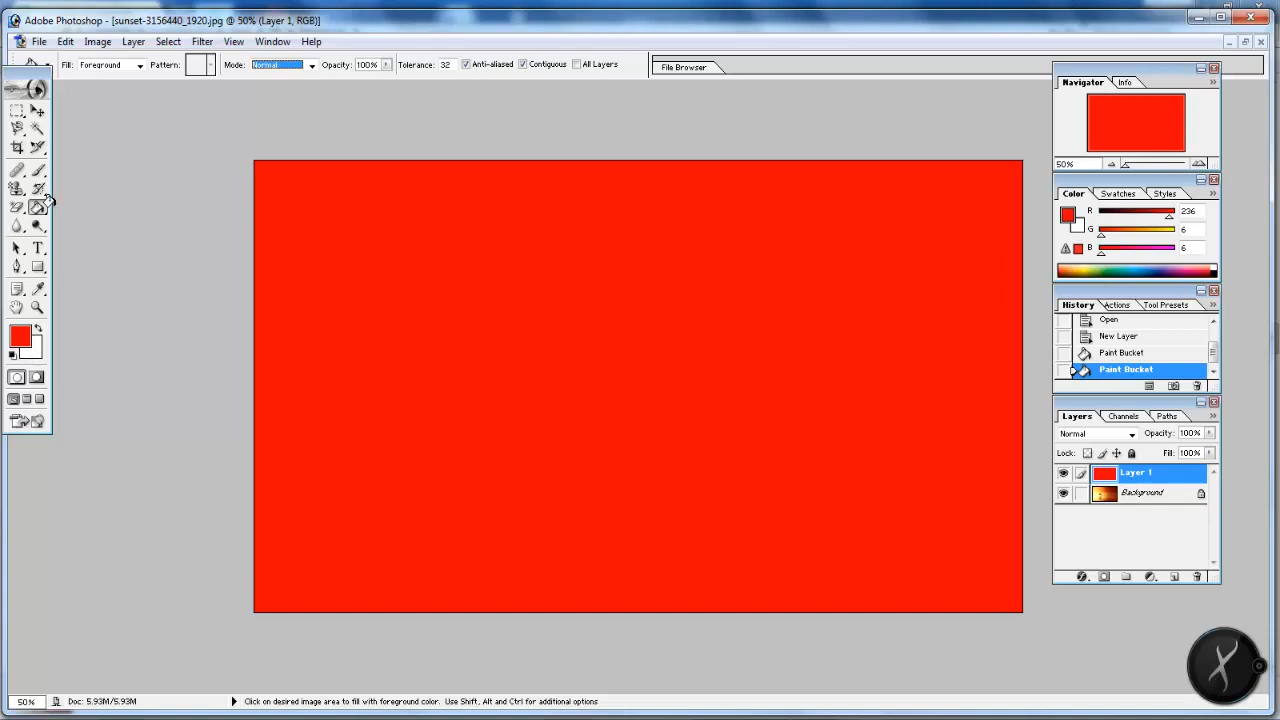 Adobe Photoshop - [sunset-3156440_1920.jpg @ 50% (Layer 1, RGB)]
File Edit Image Layer Select Filter View Window Help
Fill: Foreground Pattern: Mode: Normal Opacity: 100% Tolerance: 32 Anti-aliased Contiguous All Layers File Browser
Navigator Info
50%
Color Swatches Styles
R 236
G 6
B 6
History Actions Tool Presets
Open
New Layer
Paint Bucket
Paint Bucket
Layers Channels Paths
Normal Opacity: 100%
Lock: Fill: 100%
Layer 1
Background
T
50% Doc: 5.93M/5.93M Click on desired image area to fill with foreground color. Use Shift, Alt and Ctrl for additional options